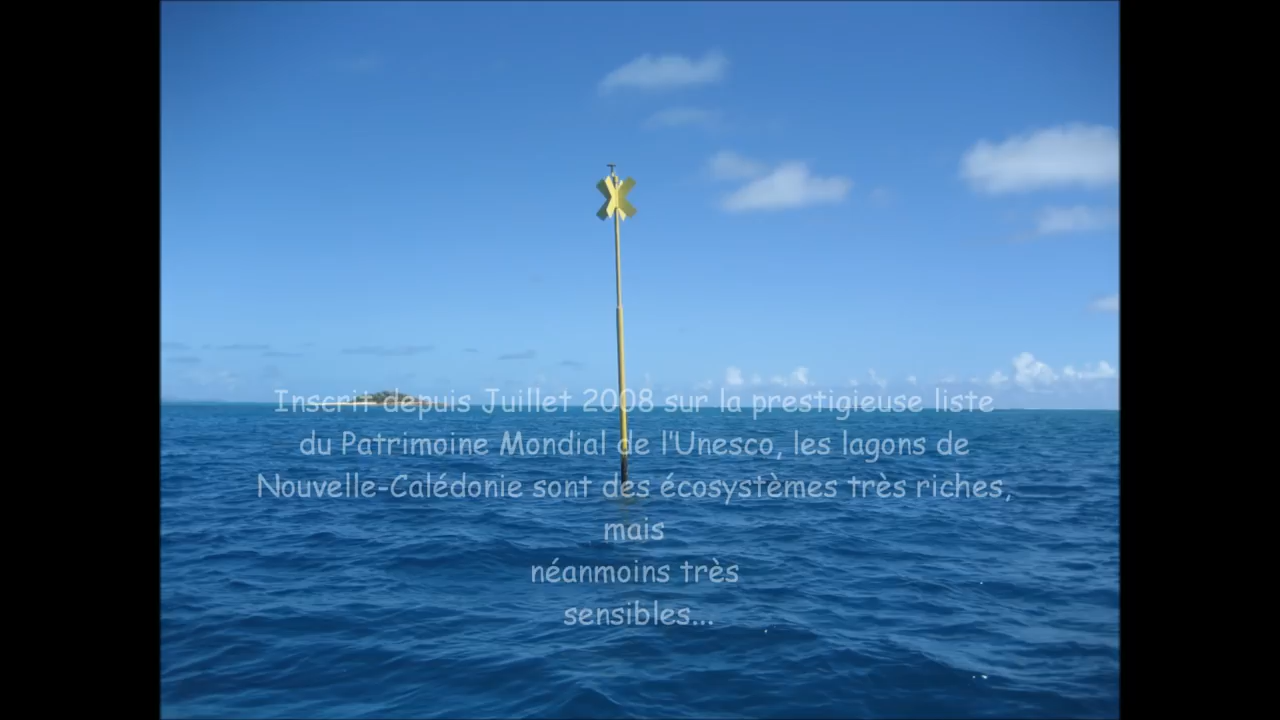 Inscrit depuis Juillet 2008 sur la prestigieuse liste
du Patrimoine Mondial de l'Unesco, les lagons de
Nouvelle-Calédonie sont des écosystèmes très riches,
mais
néanmoins très
sensibles...